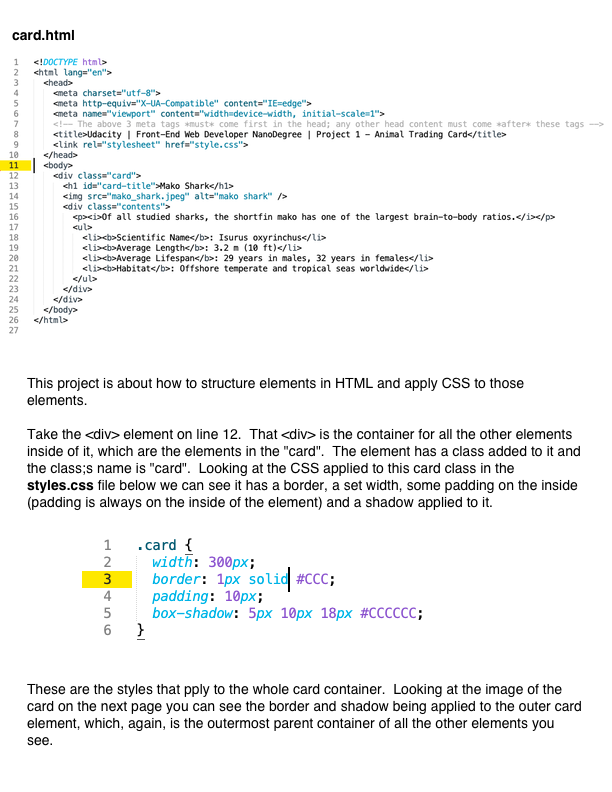 card.html
1 <!DOCTYPE html>
2 <html lang="en">
3 <head>
4 <meta charset="utf-8">
5 <meta http-equiv="X-UA-Compatible" content="IE=edge">
6 <meta name="viewport" content="width=device-width, initial-scale=1">
7 <!-- The above 3 meta tags *must* come first in the head; any other head content must come *after* these tags -->
8 <title>Udacity | Front-End Web Developer NanoDegree | Project 1 - Animal Trading Card</title>
9 <link rel="stylesheet" href="style.css">
10 </head>
11 <body>
12 <div class="card">
13 <h1 id="card-title">Mako Shark</h1>
14 <img src="mako_shark.jpeg" alt="mako shark" />
15 <div class="contents">
16 <p><i>Of all studied sharks, the shortfin mako has one of the largest brain-to-body ratios.</i></p>
17 <ul>
18 <li><b>Scientific Name</b>: Isurus oxyrinchus</li>
19 <li><b>Average Length</b>: 3.2 m (10 ft)</li>
20 <li><b>Average Lifespan</b>: 29 years in males, 32 years in females</li>
21 <li><b>Habitat</b>: Offshore temperate and tropical seas worldwide</li>
22 </ul>
23 </div>
24 </div>
25 </body>
26 </html>
27
This project is about how to structure elements in HTML and apply CSS to those
elements.
Take the <div> element on line 12. That <div> is the container for all the other elements
inside of it, which are the elements in the "card". The element has a class added to it and
the class;s name is "card". Looking at the CSS applied to this card class in the
styles.css file below we can see it has a border, a set width, some padding on the inside
(padding is always on the inside of the element) and a shadow applied to it.
1 .card {
2 width: 300px;
3 border: 1px solid #CCC;
4 padding: 10px;
5 box-shadow: 5px 10px 18px #CCCCCC;
6 }
These are the styles that pply to the whole card container. Looking at the image of the
card on the next page you can see the border and shadow being applied to the outer card
element, which, again, is the outermost parent container of all the other elements you
see.